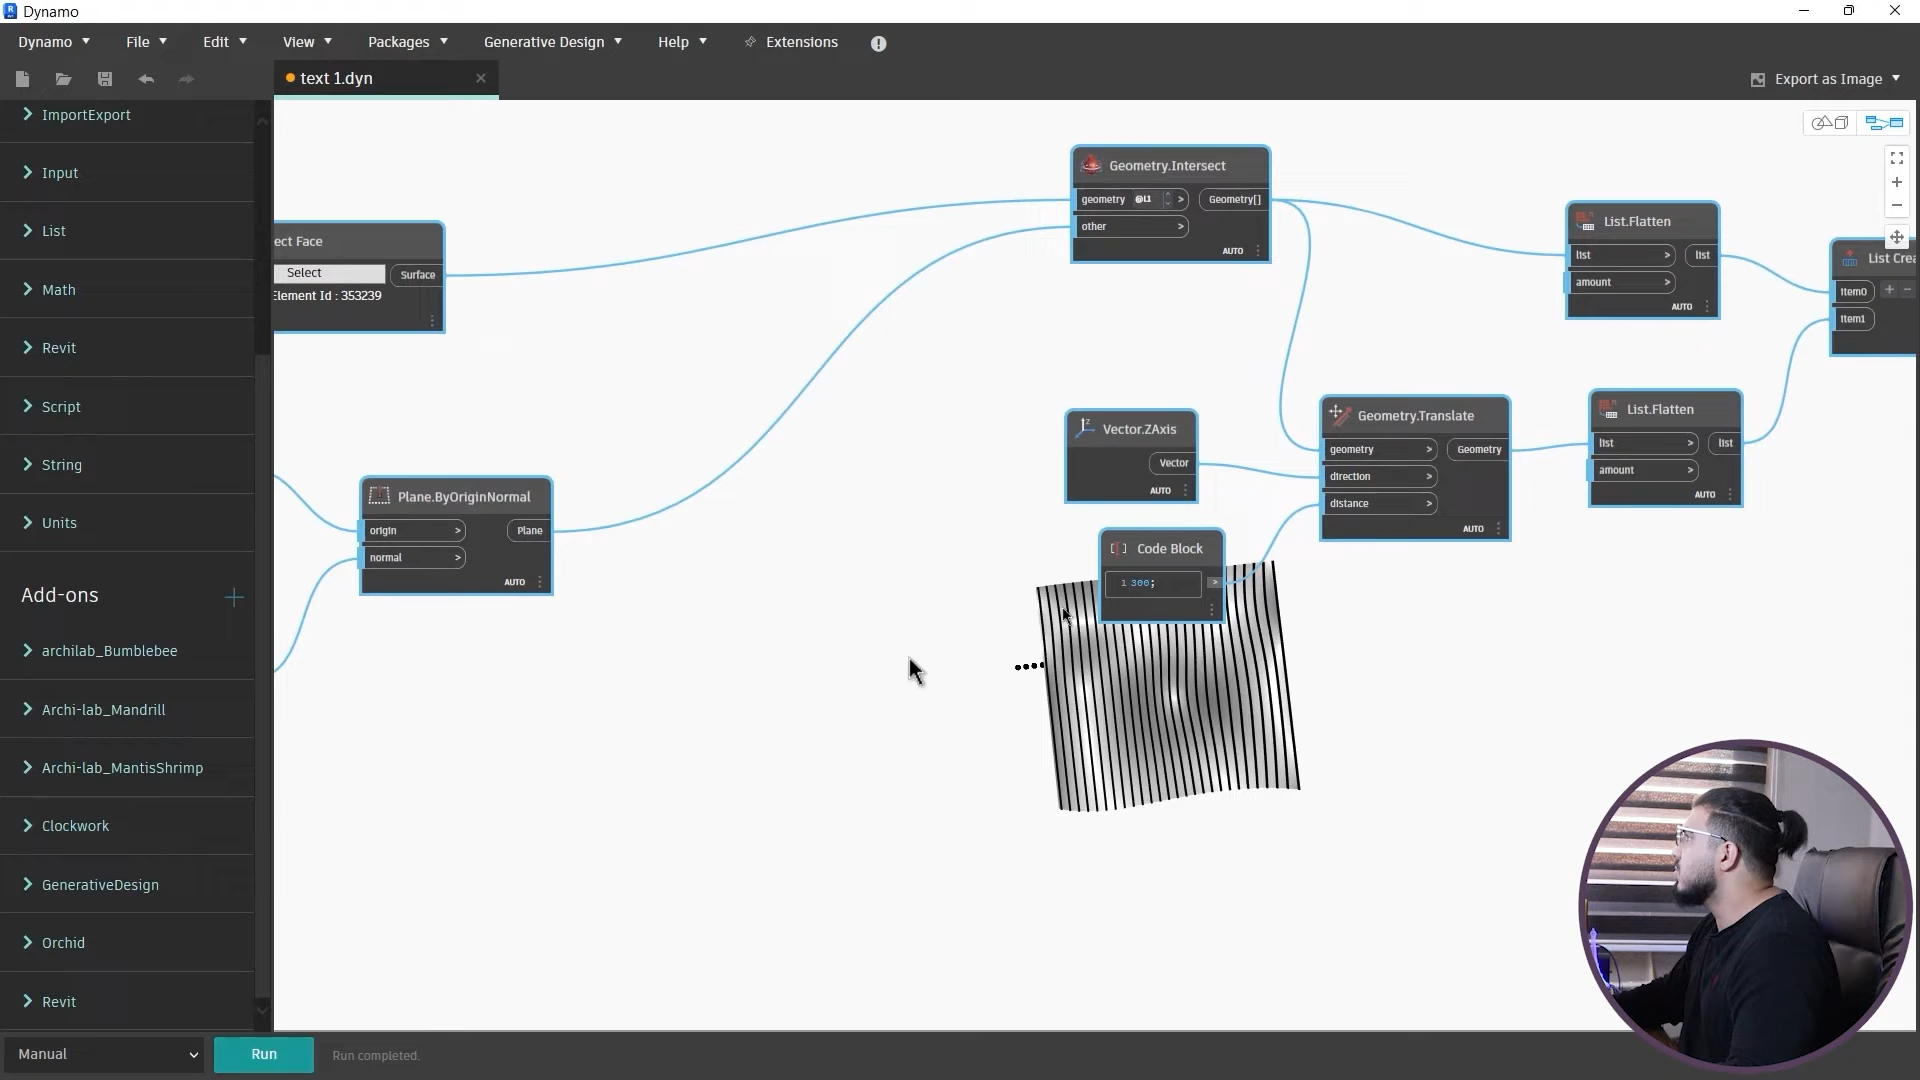 Dynamo
Dynamo File Edit View Packages Generative Design Help Extensions
text 1.dyn
Export as Image
ImportExport
Input
List
Math
Revit
Script
String
Units
Add-ons
archilab_Bumblebee
Archi-lab_Mandrill
Archi-lab_MantisShrimp
Clockwork
GenerativeDesign
Orchid
Revit
ect Face
Select
Surface
Element Id : 353239
Plane.ByOriginNormal
origin >
Plane
normal >
AUTO
Geometry.Intersect
geometry @L1 >
Geometry[]
other >
AUTO
Vector.ZAxis
Vector
AUTO
Code Block
1 300;
>
Geometry.Translate
geometry >
Geometry
direction >
distance >
AUTO
List.Flatten
list >
list
amount >
AUTO
List.Flatten
list >
list
amount >
AUTO
List Crea
item0 + -
item1
Manual
Run
Run completed.